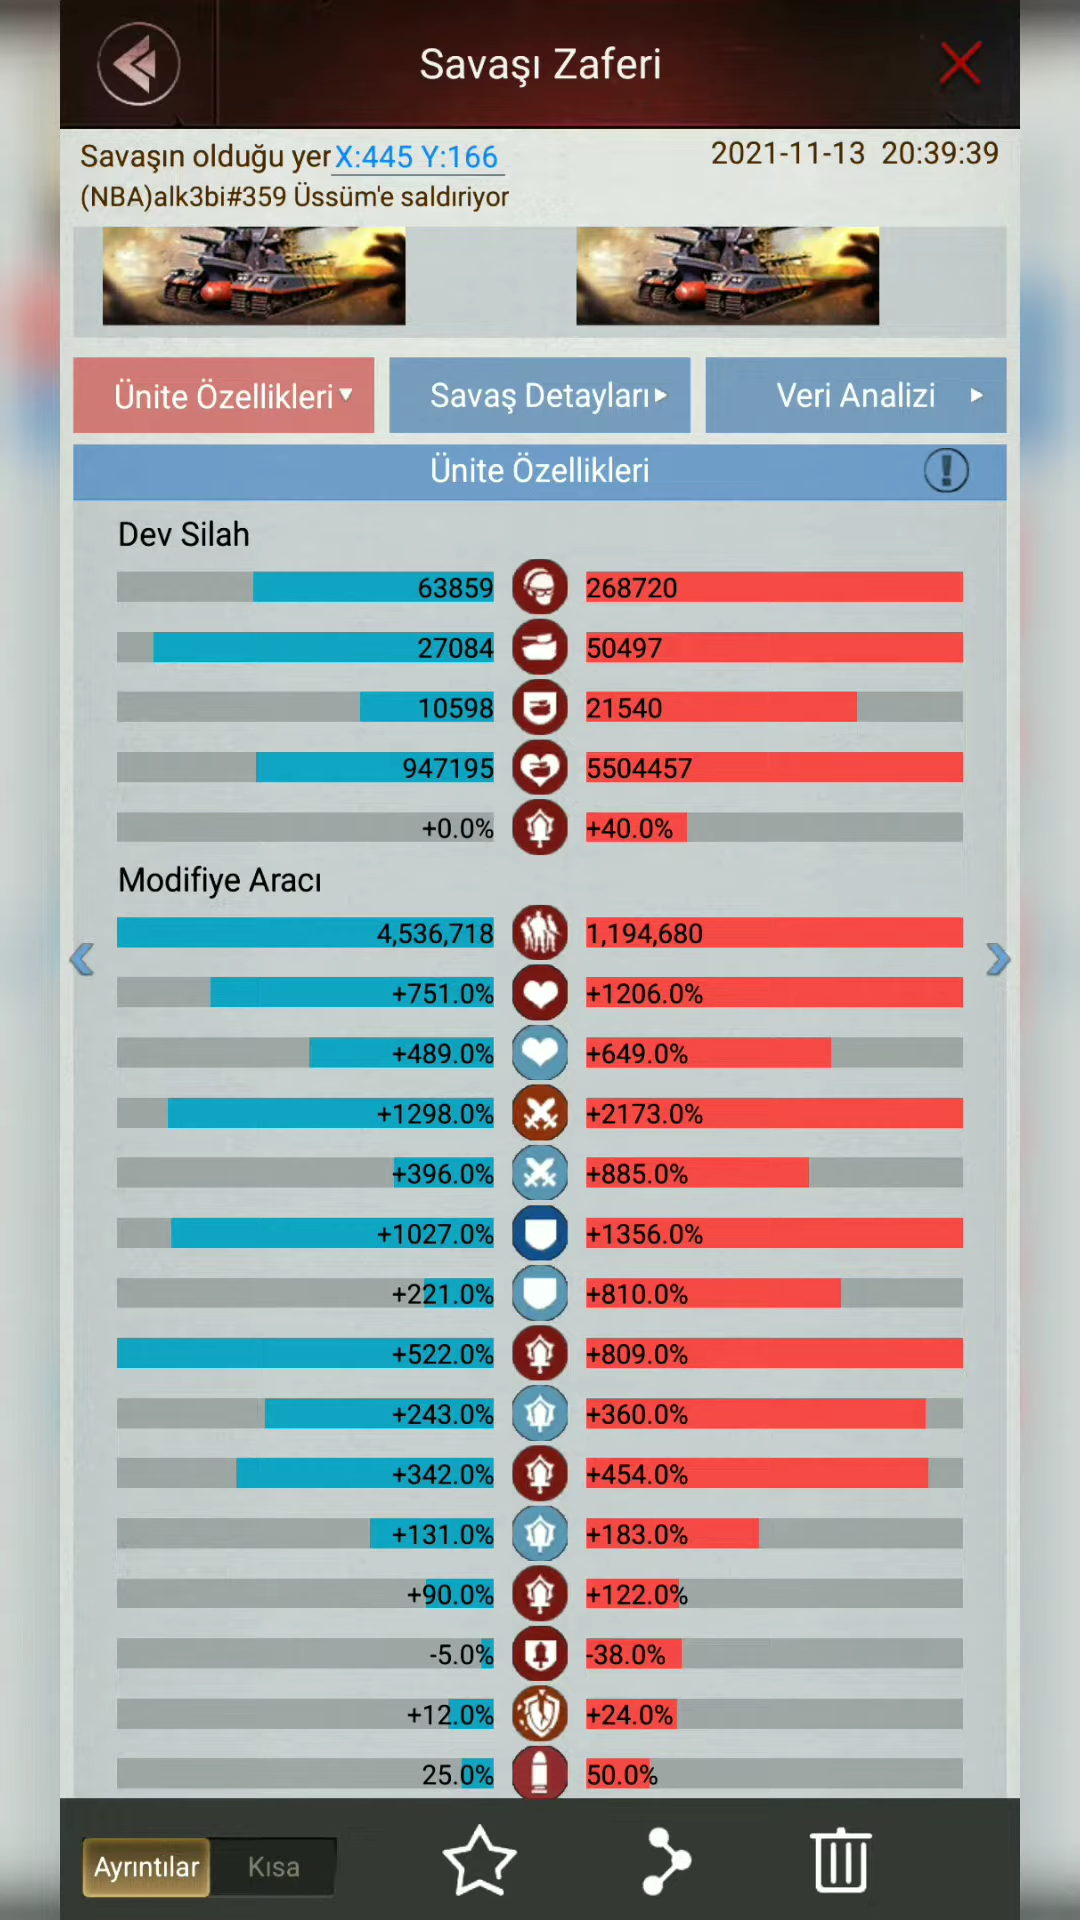 Savaşı Zaferi
Savaşın olduğu yer X:445 Y:166 2021-11-13 20:39:39
(NBA)alk3bi#359 Üssüm'e saldırıyor
Ünite Özellikleri Savaş Detayları Veri Analizi
Ünite Özellikleri
Dev Silah
63859 268720
27084 50497
10598 21540
947195 5504457
+0.0% +40.0%
Modifiye Aracı
4,536,718 1,194,680
+751.0% +1206.0%
+489.0% +649.0%
+1298.0% +2173.0%
+396.0% +885.0%
+1027.0% +1356.0%
+221.0% +810.0%
+522.0% +809.0%
+243.0% +360.0%
+342.0% +454.0%
+131.0% +183.0%
+90.0% +122.0%
-5.0% -38.0%
+12.0% +24.0%
25.0% 50.0%
Ayrıntılar Kısa